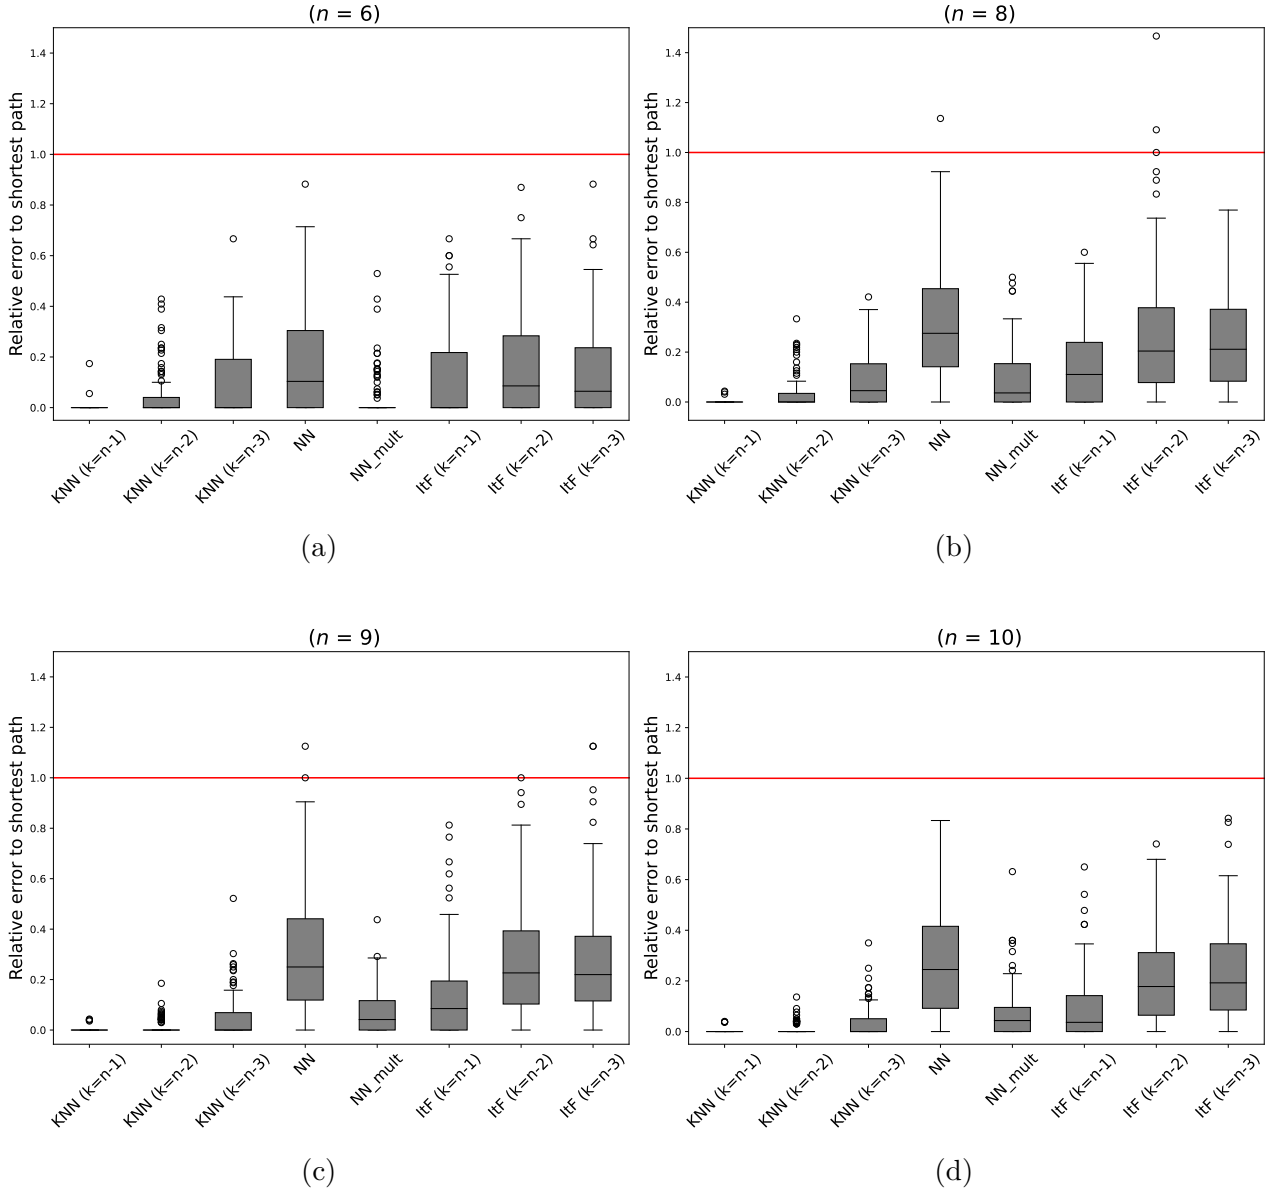 (n = 6)
Relative error to shortest path
1.4
1.2
1.0
0.8
0.6
0.4
0.2
0.0
KNN (k=n-1)
KNN (k=n-2)
KNN (k=n-3)
NN
NN_mult
ItF (k=n-1)
ItF (k=n-2)
ItF (k=n-3)
(a)
(n = 8)
Relative error to shortest path
1.4
1.2
1.0
0.8
0.6
0.4
0.2
0.0
KNN (k=n-1)
KNN (k=n-2)
KNN (k=n-3)
NN
NN_mult
ItF (k=n-1)
ItF (k=n-2)
ItF (k=n-3)
(b)
(n = 9)
Relative error to shortest path
1.4
1.2
1.0
0.8
0.6
0.4
0.2
0.0
KNN (k=n-1)
KNN (k=n-2)
KNN (k=n-3)
NN
NN_mult
ItF (k=n-1)
ItF (k=n-2)
ItF (k=n-3)
(c)
(n = 10)
Relative error to shortest path
1.4
1.2
1.0
0.8
0.6
0.4
0.2
0.0
KNN (k=n-1)
KNN (k=n-2)
KNN (k=n-3)
NN
NN_mult
ItF (k=n-1)
ItF (k=n-2)
ItF (k=n-3)
(d)